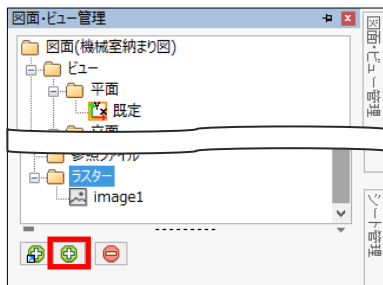 図面・ビュー管理
図面(機械室納まり図)
ビュー
平面
既定
立面
参照ファイル
ラスター
image1
図面・ビュー管理
シート管理